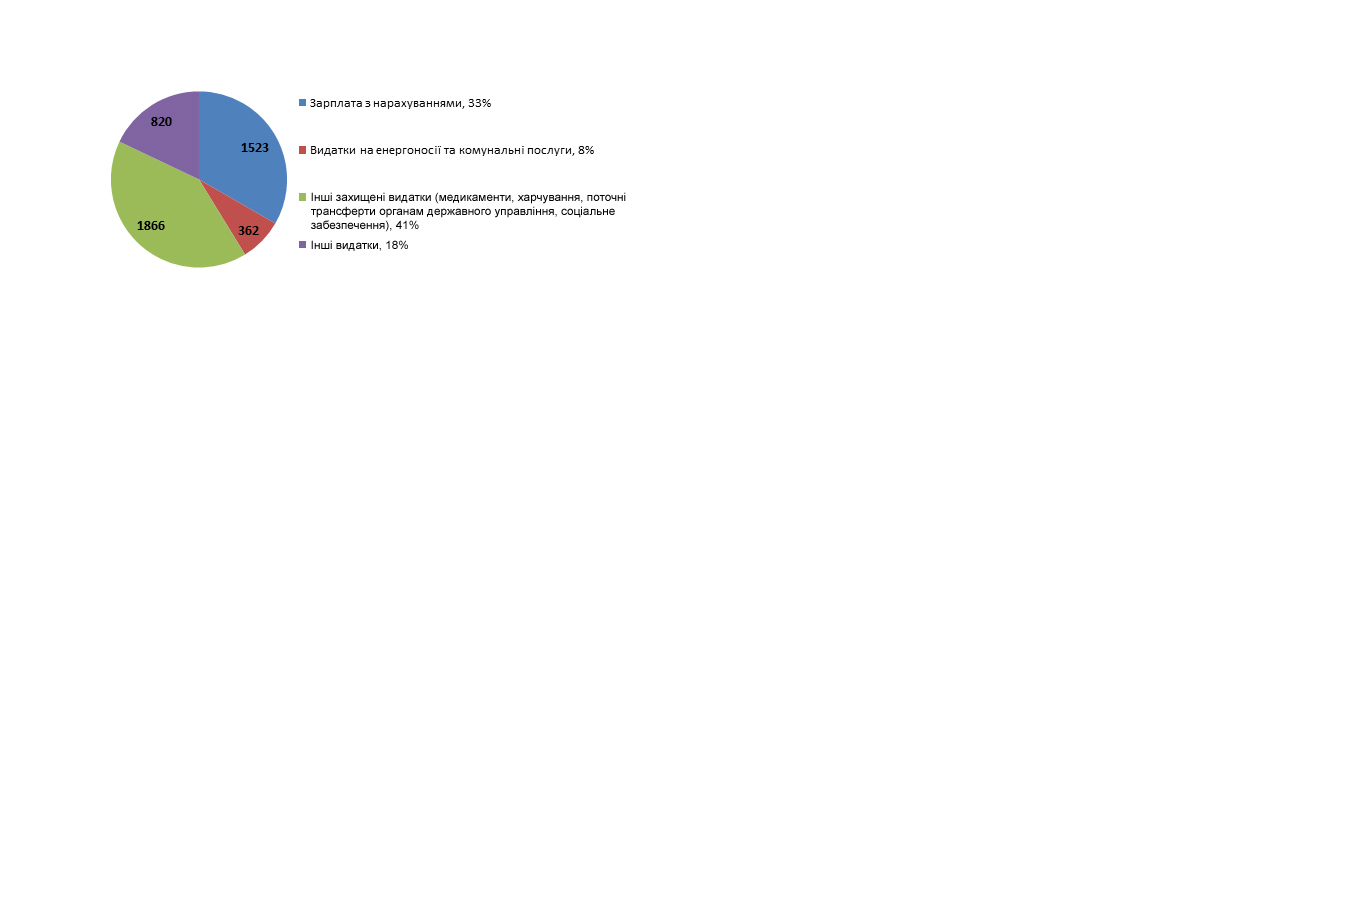 820
1523
1866
362
Зарплата з нарахуваннями, 33%
Видатки на енергоносії та комунальні послуги, 8%
Інші захищені видатки (медикаменти, харчування, поточні
трансферти органам державного управління, соціальне
забезпечення), 41%
Інші видатки, 18%